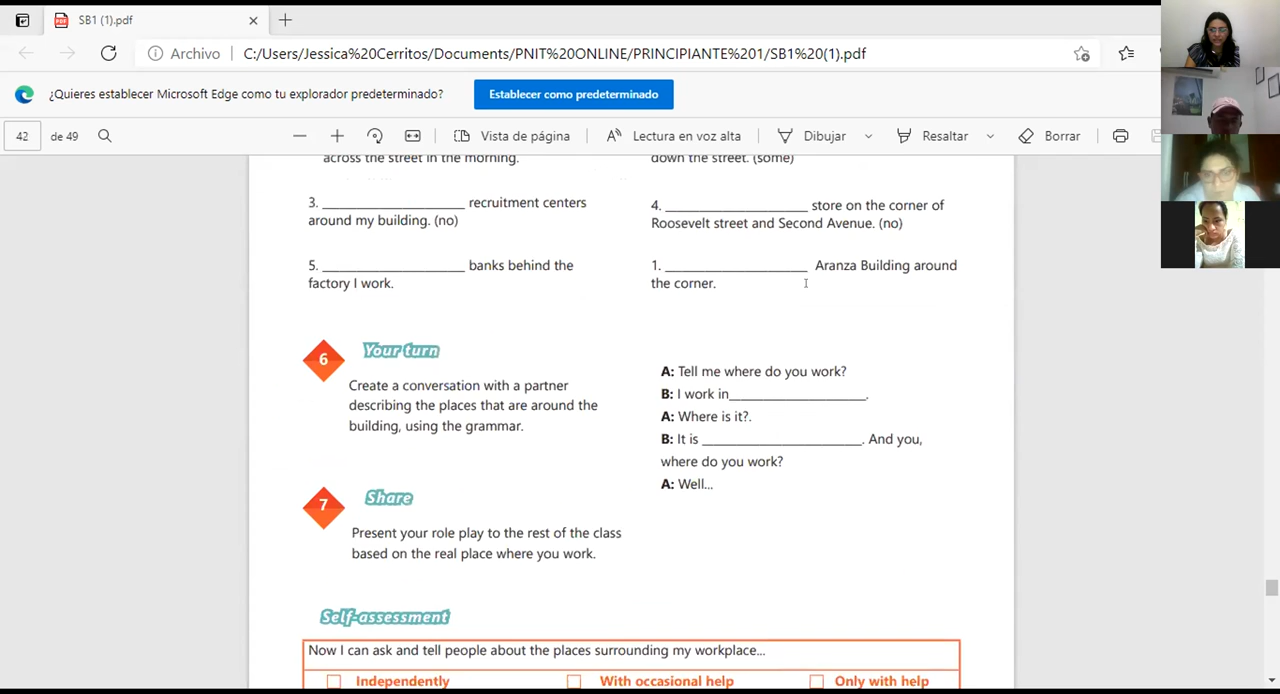 SB1 (1).pdf
Archivo
C:/Users/Jessica%20Cerritos/Documents/PNIT%20ONLINE/PRINCIPIANTE%201/SB1%20(1).pdf
¿Quieres establecer Microsoft Edge como tu explorador predeterminado?
Establecer como predeterminado
42 de 49
Vista de página
Lectura en voz alta
Dibujar
Resaltar
Borrar
across the street in the morning.
down the street. (some)
3. ____________________ recruitment centers
around my building. (no)
4. ____________________ store on the corner of
Roosevelt street and Second Avenue. (no)
5. ____________________ banks behind the
factory I work.
1. ____________________ Aranza Building around
the corner.
6
Your turn
Create a conversation with a partner
describing the places that are around the
building, using the grammar.
A: Tell me where do you work?
B: I work in____________________.
A: Where is it?.
B: It is ______________________. And you,
where do you work?
A: Well...
7
Share
Present your role play to the rest of the class
based on the real place where you work.
Self-assessment
Now I can ask and tell people about the places surrounding my workplace...
Independently
With occasional help
Only with help